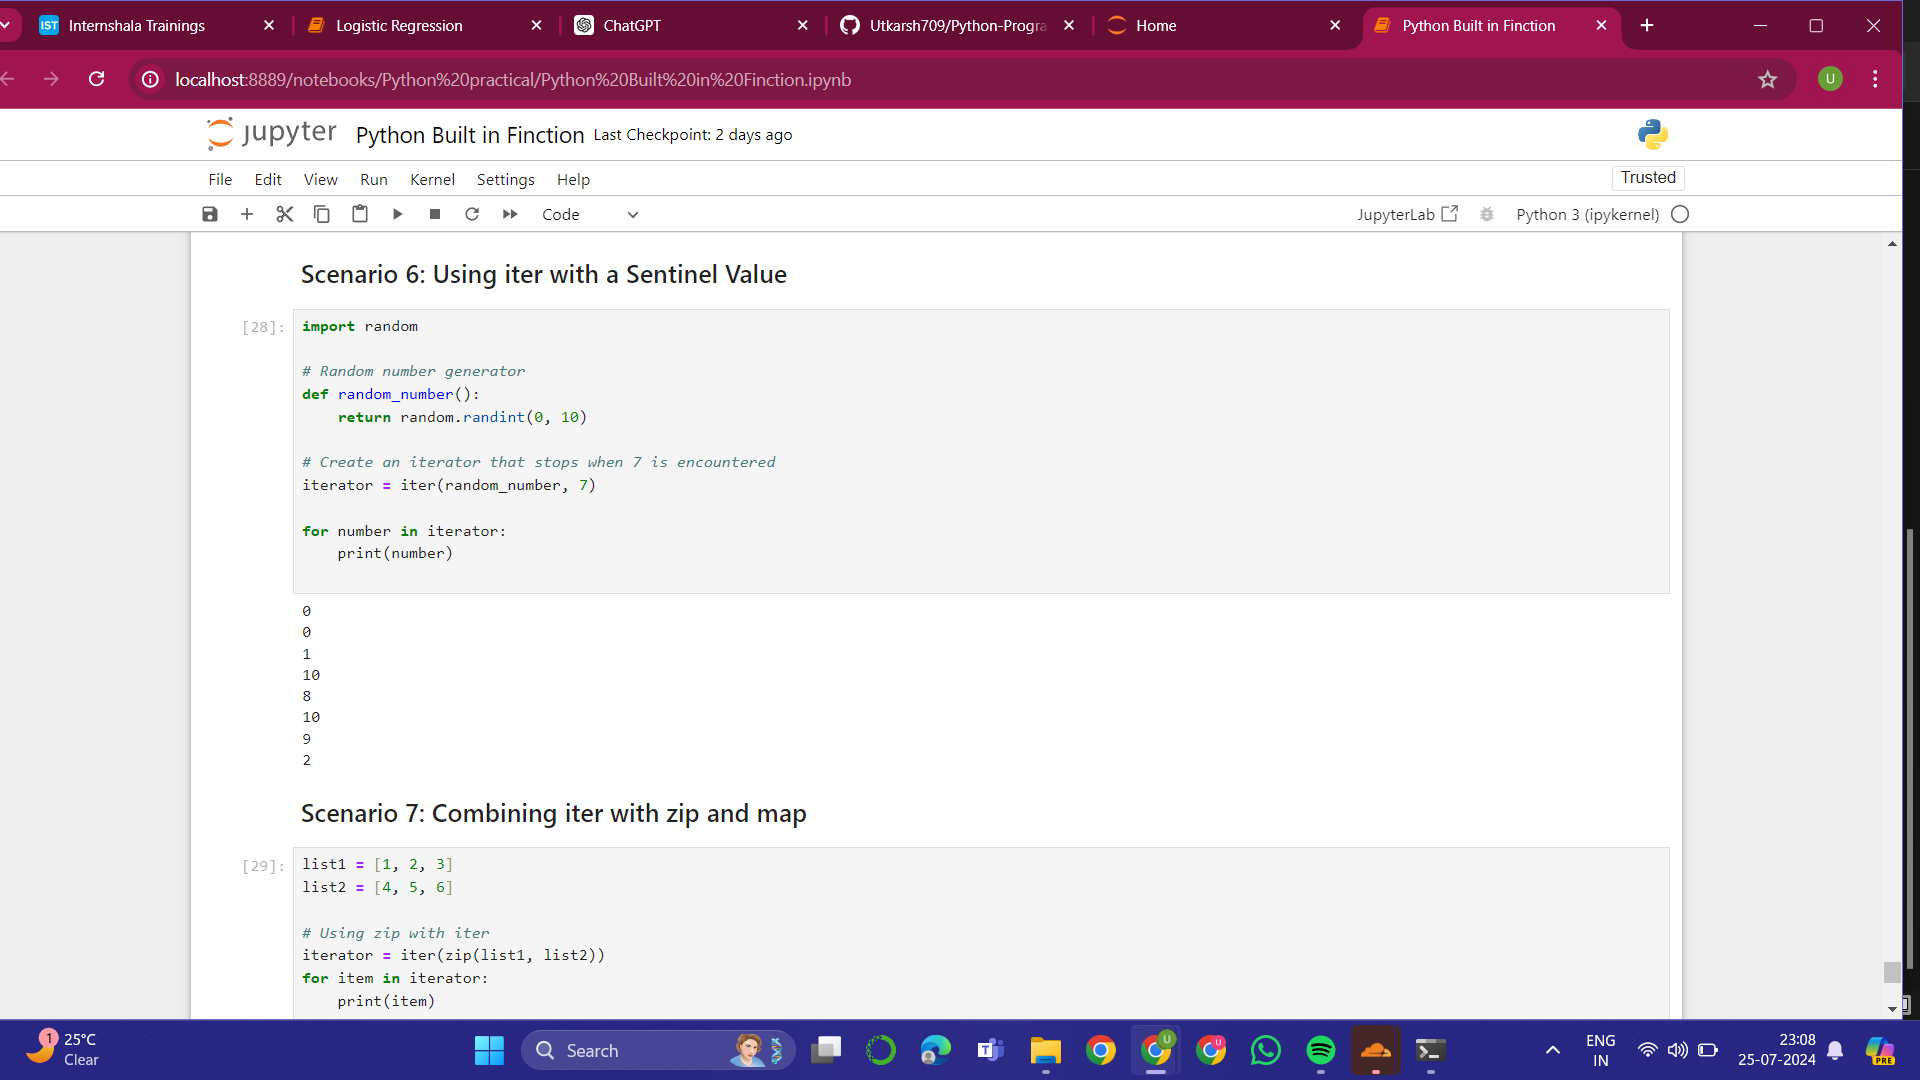 IST Internshala Trainings
Logistic Regression
ChatGPT
Utkarsh709/Python-Progra
Home
Python Built in Finction
localhost:8889/notebooks/Python%20practical/Python%20Built%20in%20Finction.ipynb
U
jupyter Python Built in Finction Last Checkpoint: 2 days ago
File Edit View Run Kernel Settings Help
Trusted
Code
JupyterLab
Python 3 (ipykernel)
Scenario 6: Using iter with a Sentinel Value
[28]:
import random
# Random number generator
def random_number():
    return random.randint(0, 10)
# Create an iterator that stops when 7 is encountered
iterator = iter(random_number, 7)
for number in iterator:
    print(number)
0
0
1
10
8
10
9
2
Scenario 7: Combining iter with zip and map
[29]:
list1 = [1, 2, 3]
list2 = [4, 5, 6]
# Using zip with iter
iterator = iter(zip(list1, list2))
for item in iterator:
    print(item)
1
25°C
Clear
Search
ENG
IN
23:08
25-07-2024
PRE